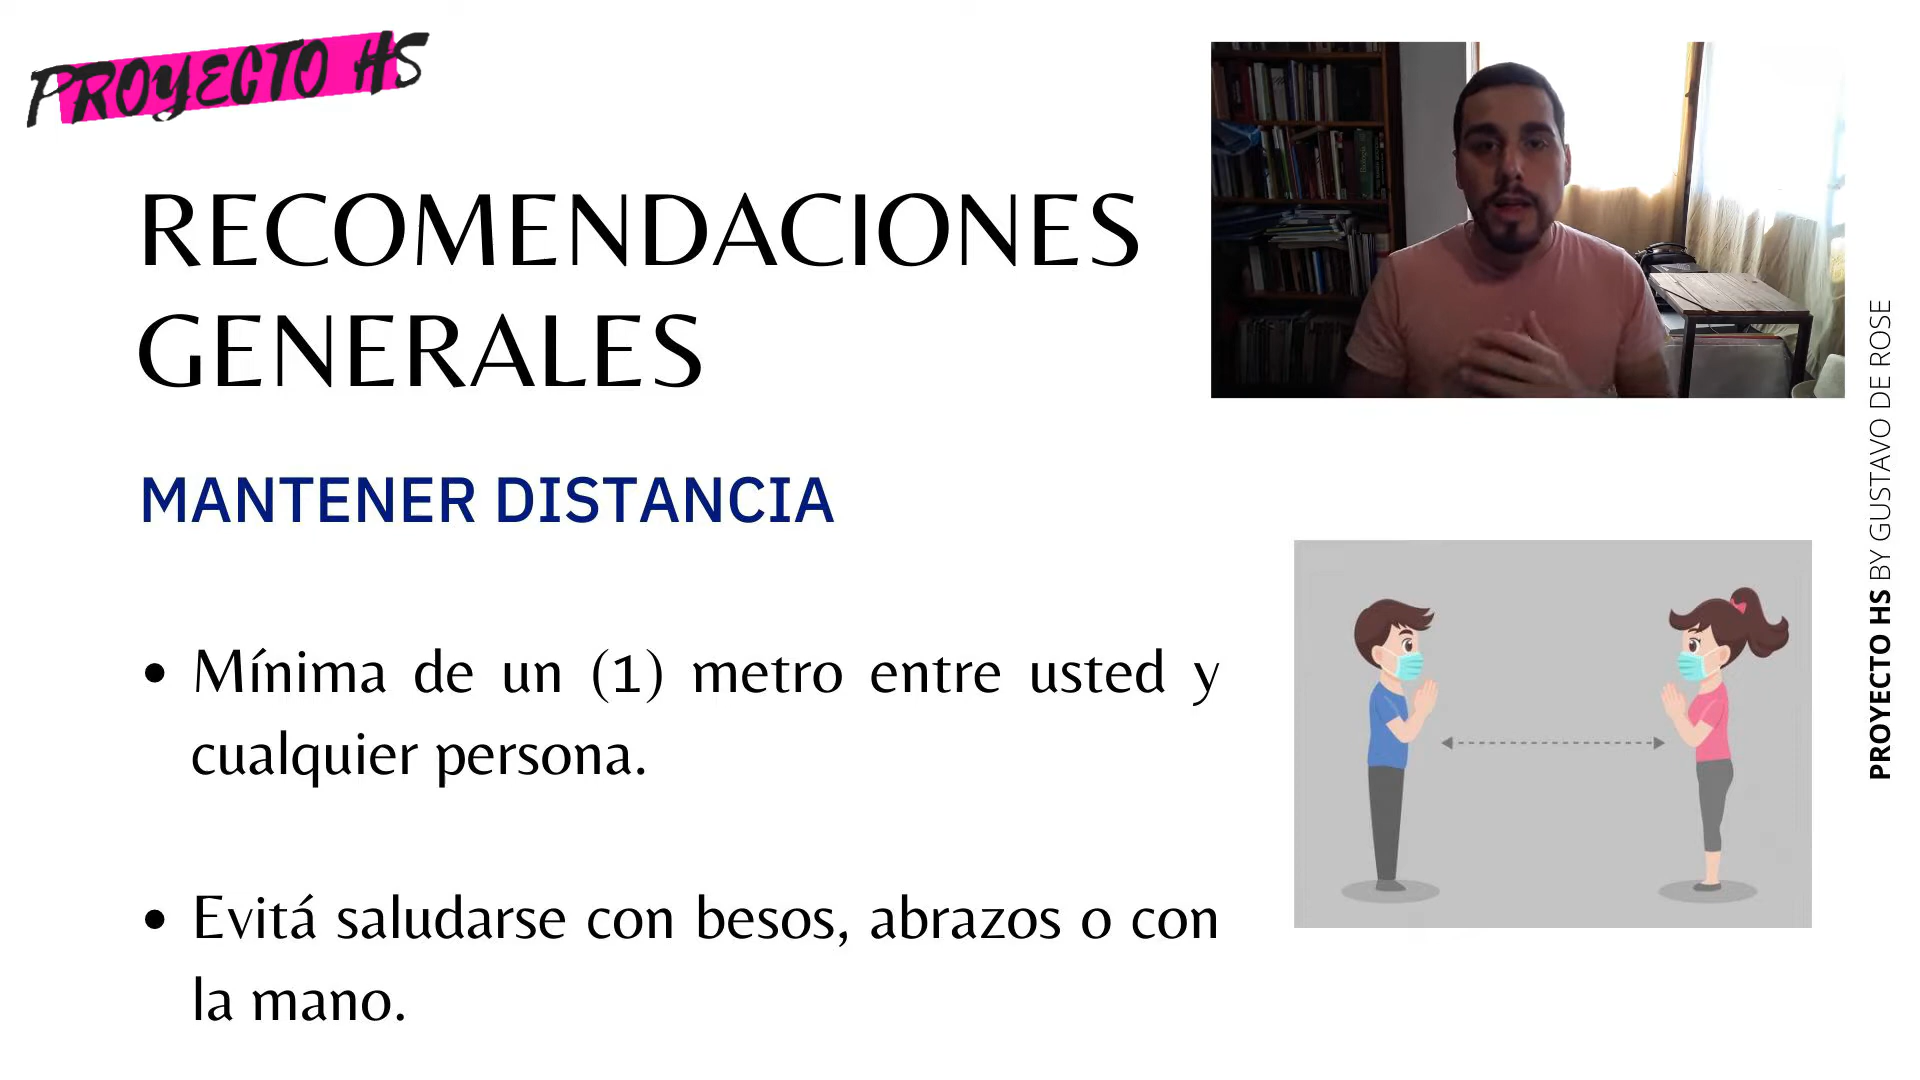 PROYECTO HS
RECOMENDACIONES
GENERALES
MANTENER DISTANCIA
• Mínima de un (1) metro entre usted y
cualquier persona.
• Evitá saludarse con besos, abrazos o con
la mano.
PROYECTO HS BY GUSTAVO DE ROSE